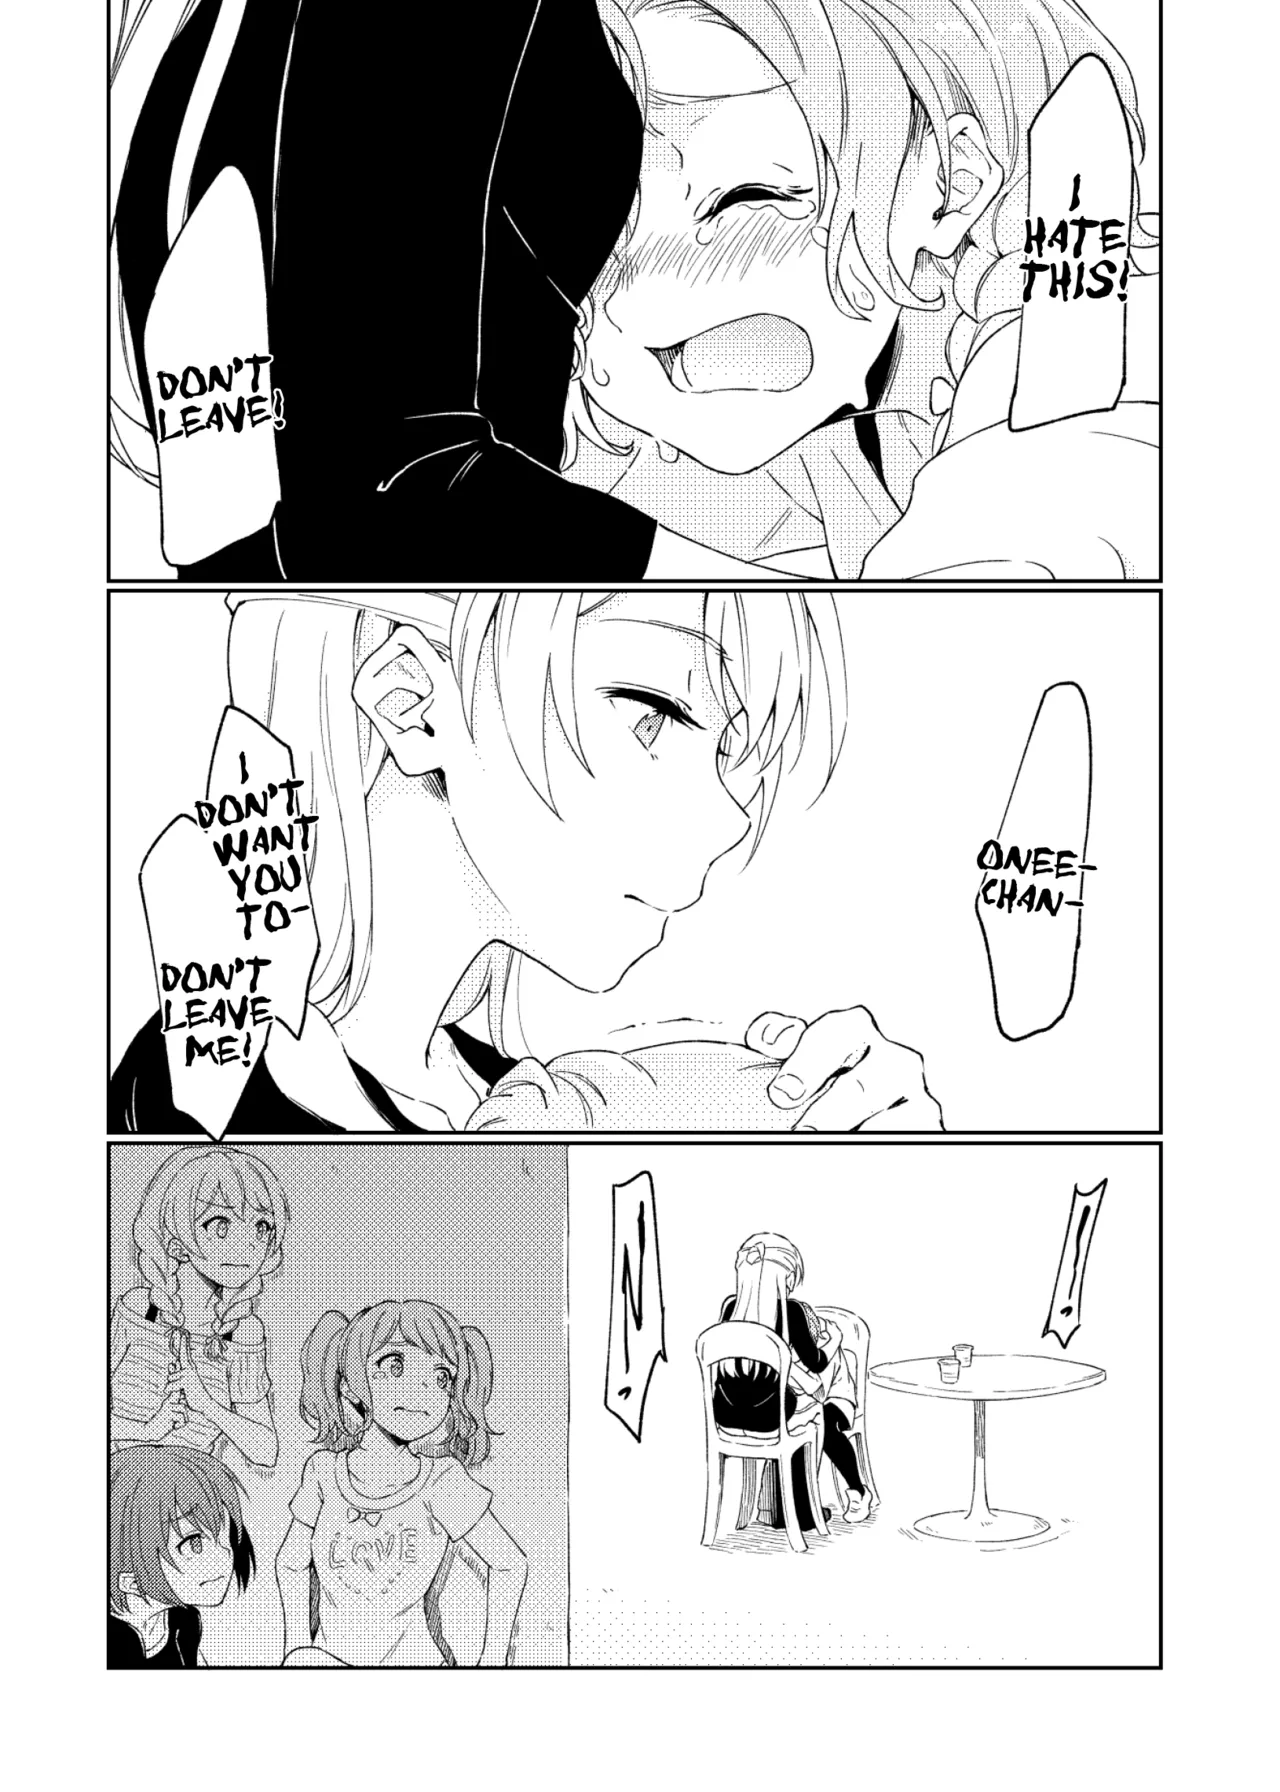 I
HATE
THIS!
DON'T
LEAVE!
ONEE-
CHAN-
I
DON'T
WANT
YOU
TO-
DON'T
LEAVE
ME!
LOVE